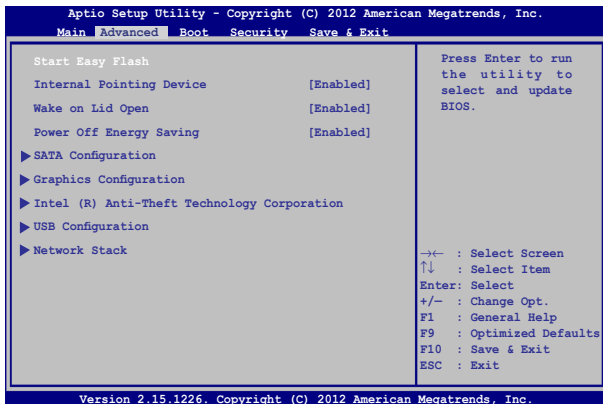 Aptio Setup Utility - Copyright (C) 2012 American Megatrends, Inc.
Main Advanced Boot Security Save & Exit
Start Easy Flash
Internal Pointing Device [Enabled]
Wake on Lid Open [Enabled]
Power Off Energy Saving [Enabled]
SATA Configuration
Graphics Configuration
Intel (R) Anti-Theft Technology Corporation
USB Configuration
Network Stack
Press Enter to run
the utility to
select and update
BIOS.
→← : Select Screen
↑↓ : Select Item
Enter: Select
+/— : Change Opt.
F1 : General Help
F9 : Optimized Defaults
F10 : Save & Exit
ESC : Exit
Version 2.15.1226. Copyright (C) 2012 American Megatrends, Inc.